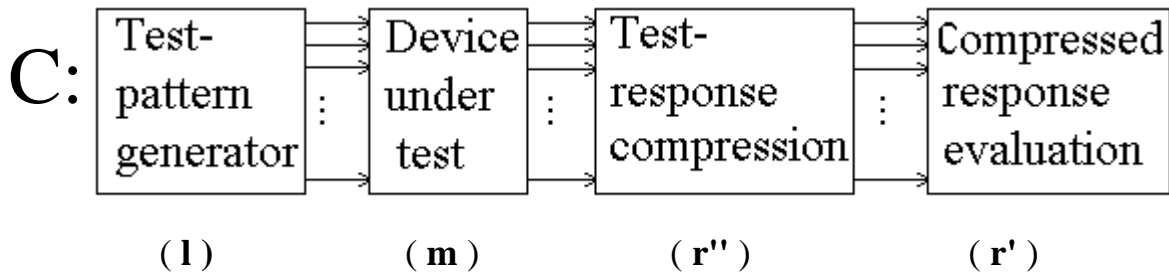 C:
Test-
pattern
generator
Device
under
test
Test-
response
compression
Compressed
response
evaluation
( l )
( m )
( r'' )
( r' )